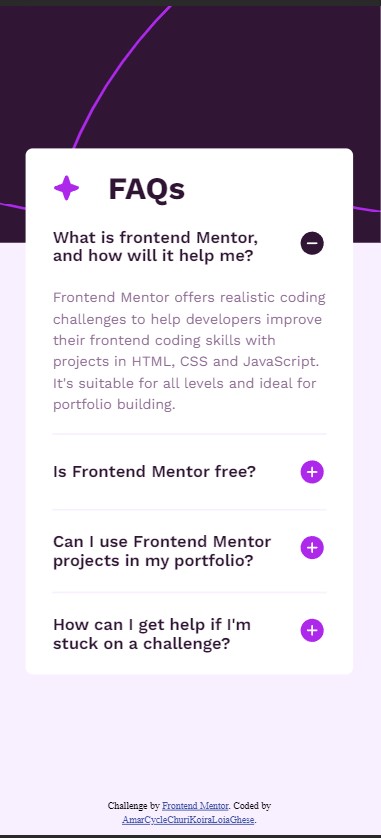 FAQs
What is frontend Mentor,
and how will it help me?
Frontend Mentor offers realistic coding
challenges to help developers improve
their frontend coding skills with
projects in HTML, CSS and JavaScript.
It's suitable for all levels and ideal for
portfolio building.
Is Frontend Mentor free?
Can I use Frontend Mentor
projects in my portfolio?
How can I get help if I'm
stuck on a challenge?
Challenge by Frontend Mentor. Coded by
AmarCycleChuriKoiraLoiaGhese.